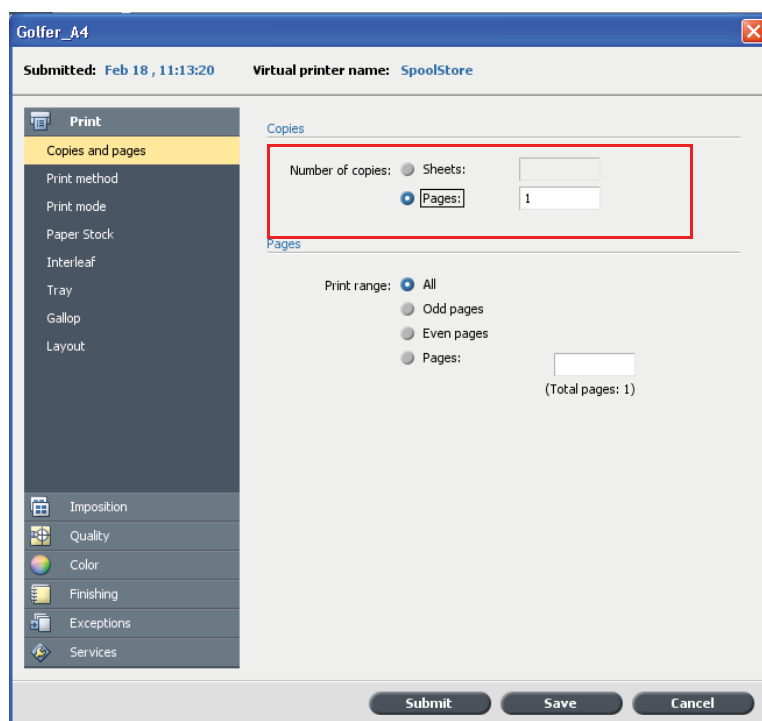 Golfer_A4
Submitted: Feb 18 , 11:13:20 Virtual printer name: SpoolStore
Print
Copies and pages
Print method
Print mode
Paper Stock
Interleaf
Tray
Gallop
Layout
Imposition
Quality
Color
Finishing
Exceptions
Services
Copies
Number of copies: Sheets:
Pages: 1
Pages
Print range: All
Odd pages
Even pages
Pages:
(Total pages: 1)
Submit Save Cancel